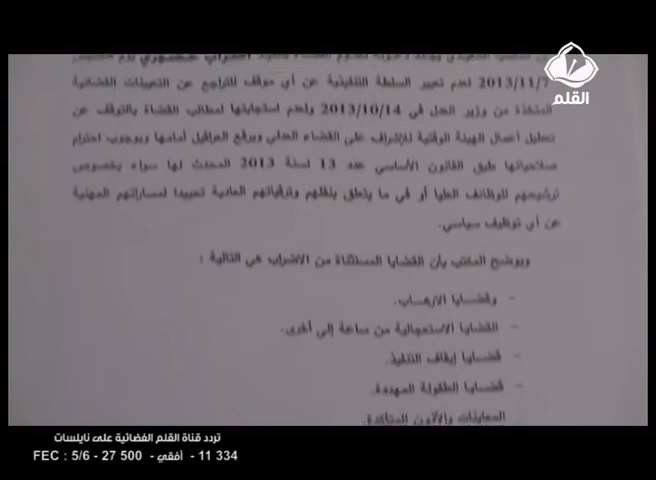 القلم
2013/11/7 لعدم تعبير السلطة التنفيذية عن أي موقف للتراجع عن التعيينات القضائية
المتخذة من وزير العدل في 2013/10/14 ولعدم استجابتها لمطالب القضاة بالتوقف عن
تعطيل أعمال الهيئة الوقتية للإشراف على القضاء العدلي وبرفع العراقيل أمامها وبوجوب احترام
صلاحياتها طبق القانون الأساسي عدد 13 لسنة 2013 المحدث لها سواء بخصوص
ترشيحهم للوظائف العليا أو في ما يتعلق بنقلهم وترقياتهم العادية تحييدا لمساراتهم المهنية
عن أي توظيف سياسي.
ويوضح المكتب بأن القضايا المستثناة من الاضراب هي التالية :
- وقضايا الارهاب.
- القضايا الاستعجالية من ساعة إلى أخرى.
- قضايا إيقاف التنفيذ.
- قضايا الطفولة المهددة.
المعاينات والأذون المتأكدة.
تردد قناة القلم الفضائية على نايلسات
11 334 - أفقي - 27 500 - FEC : 5/6